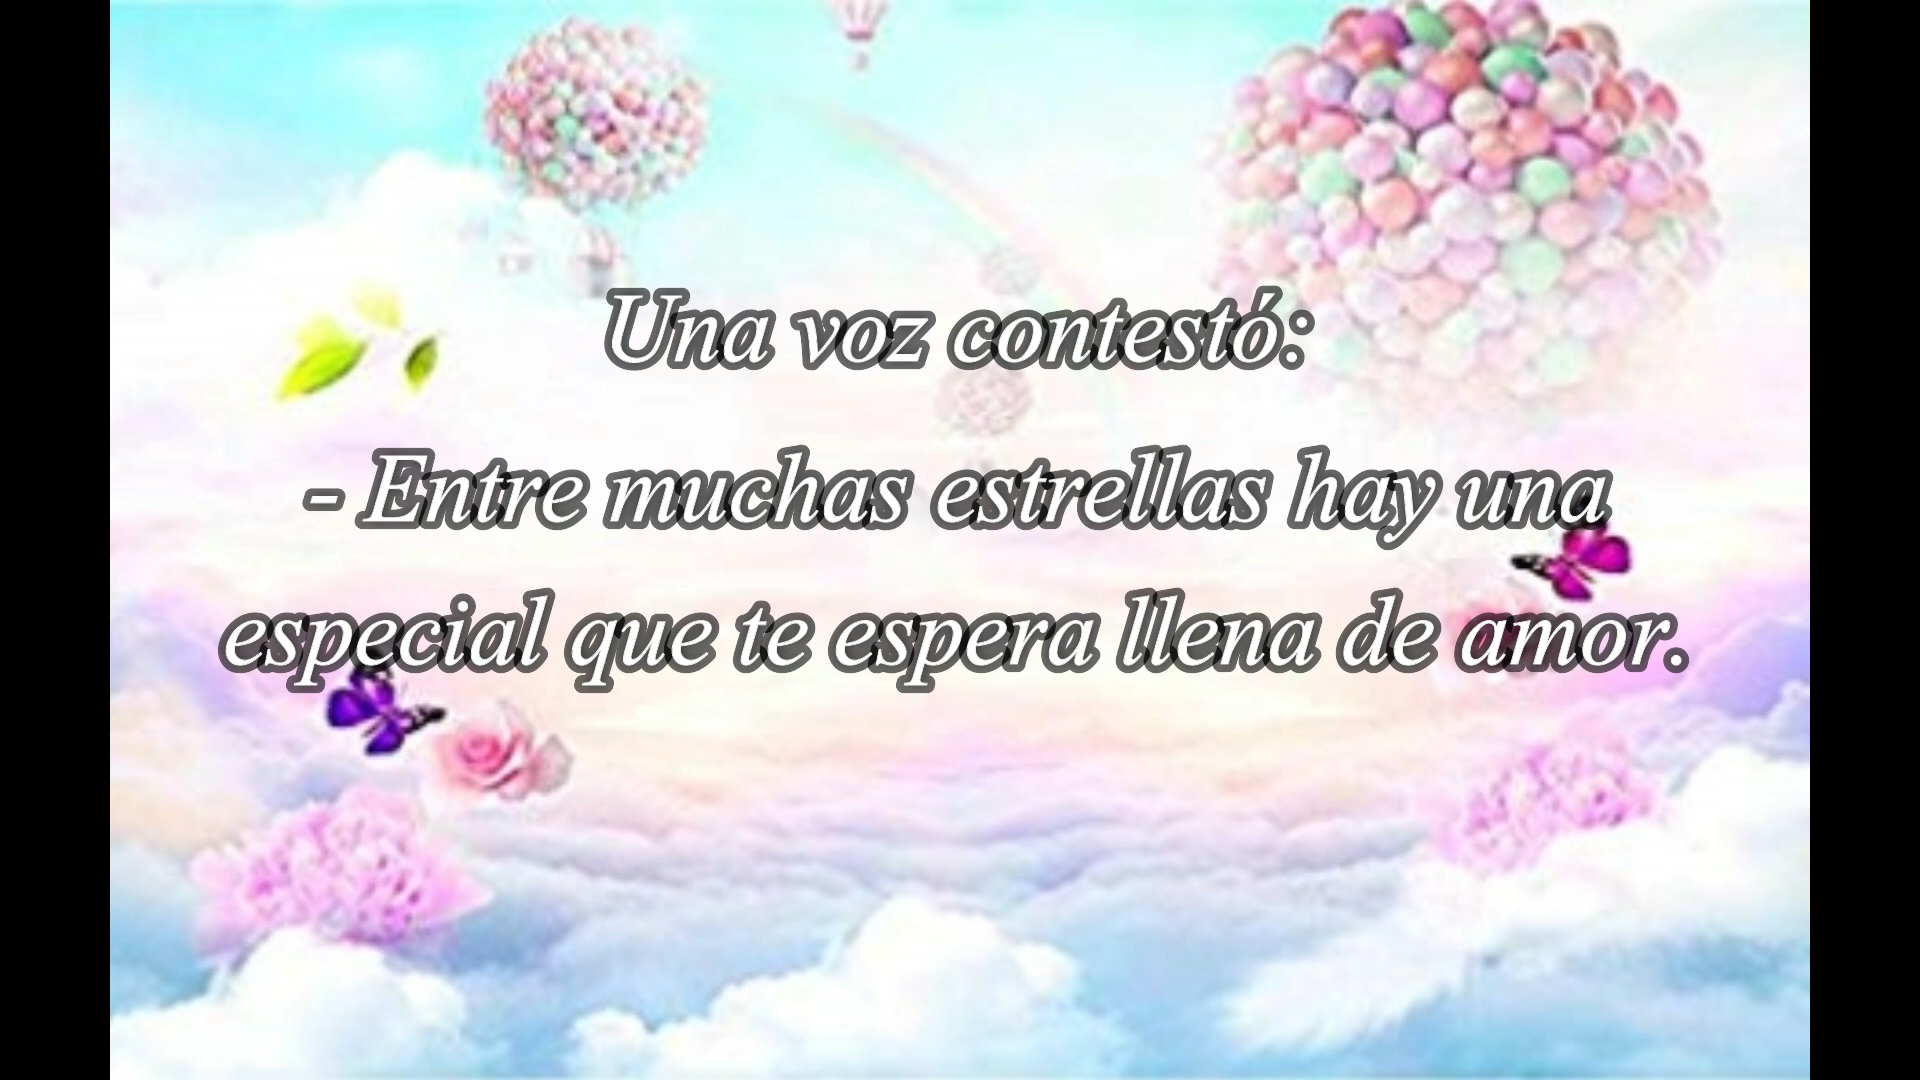 Una voz contestó:
- Entre muchas estrellas hay una
especial que te espera llena de amor.